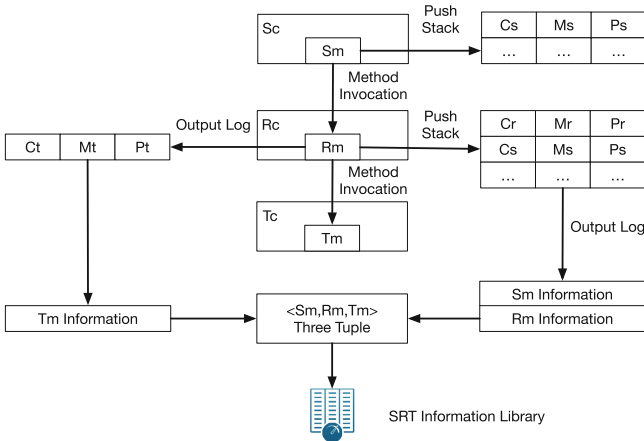 Sc
Sm
Push
Stack
Cs Ms Ps
... ... ...
Method
Invocation
Output Log
Rc
Rm
Push
Stack
Cr Mr Pr
Cs Ms Ps
... ... ...
Ct Mt Pt
Method
Invocation
Tc
Tm
Output Log
Tm Information
<Sm,Rm,Tm>
Three Tuple
Sm Information
Rm Information
SRT Information Library